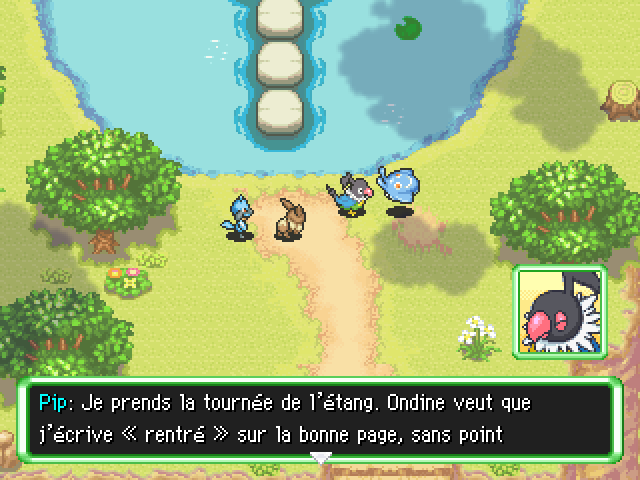 Pip: Je prends la tournée de l'étang. Ondine veut que
j'écrive « rentré » sur la bonne page, sans point